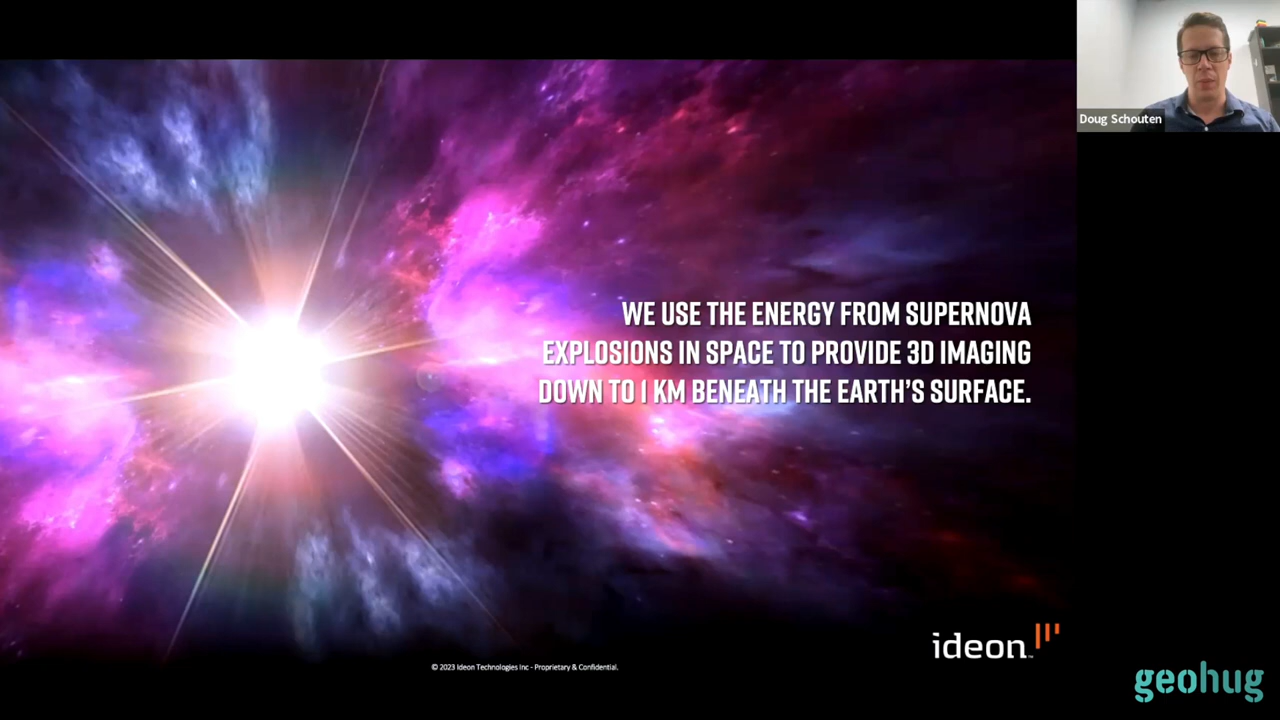 Doug Schouten
WE USE THE ENERGY FROM SUPERNOVA
EXPLOSIONS IN SPACE TO PROVIDE 3D IMAGING
DOWN TO 1 KM BENEATH THE EARTH'S SURFACE.
ideon™
© 2023 Ideon Technologies Inc - Proprietary & Confidential.
geohug